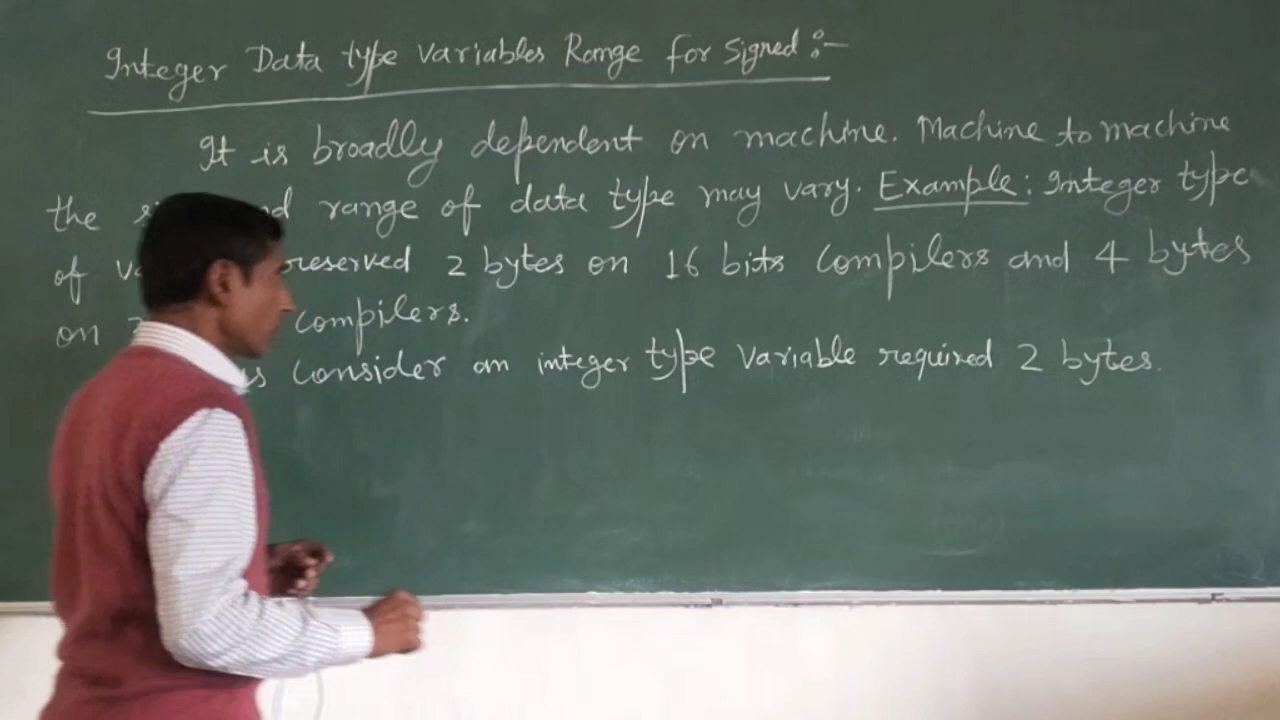 Integer Data type Variables Range for Signed :-
It is broadly dependent on machine. Machine to machine
the range of data type may vary. Example: Integer type
of reserved 2 bytes on 16 bits compilers and 4 bytes
on compilers.
consider an integer type variable required 2 bytes.